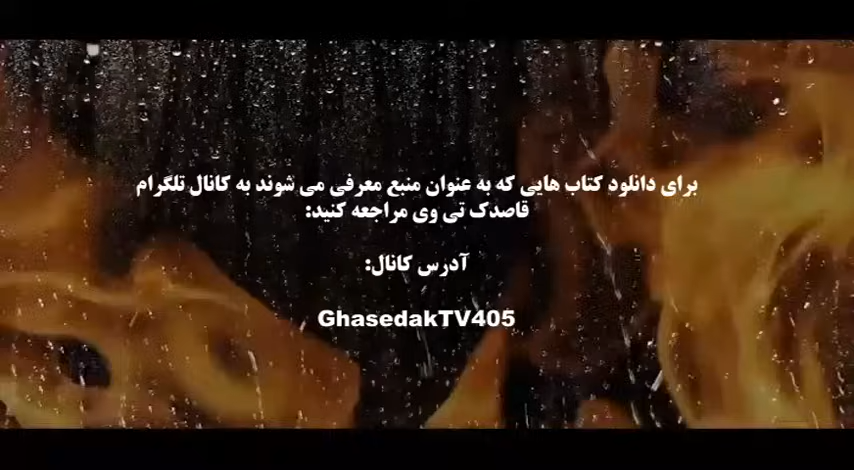 برای دانلود کتاب هایی که به عنوان منبع معرفی می شوند به کانال تلگرام
قاصدک تی وی مراجعه کنید:
آدرس کانال:
GhasedakTV405